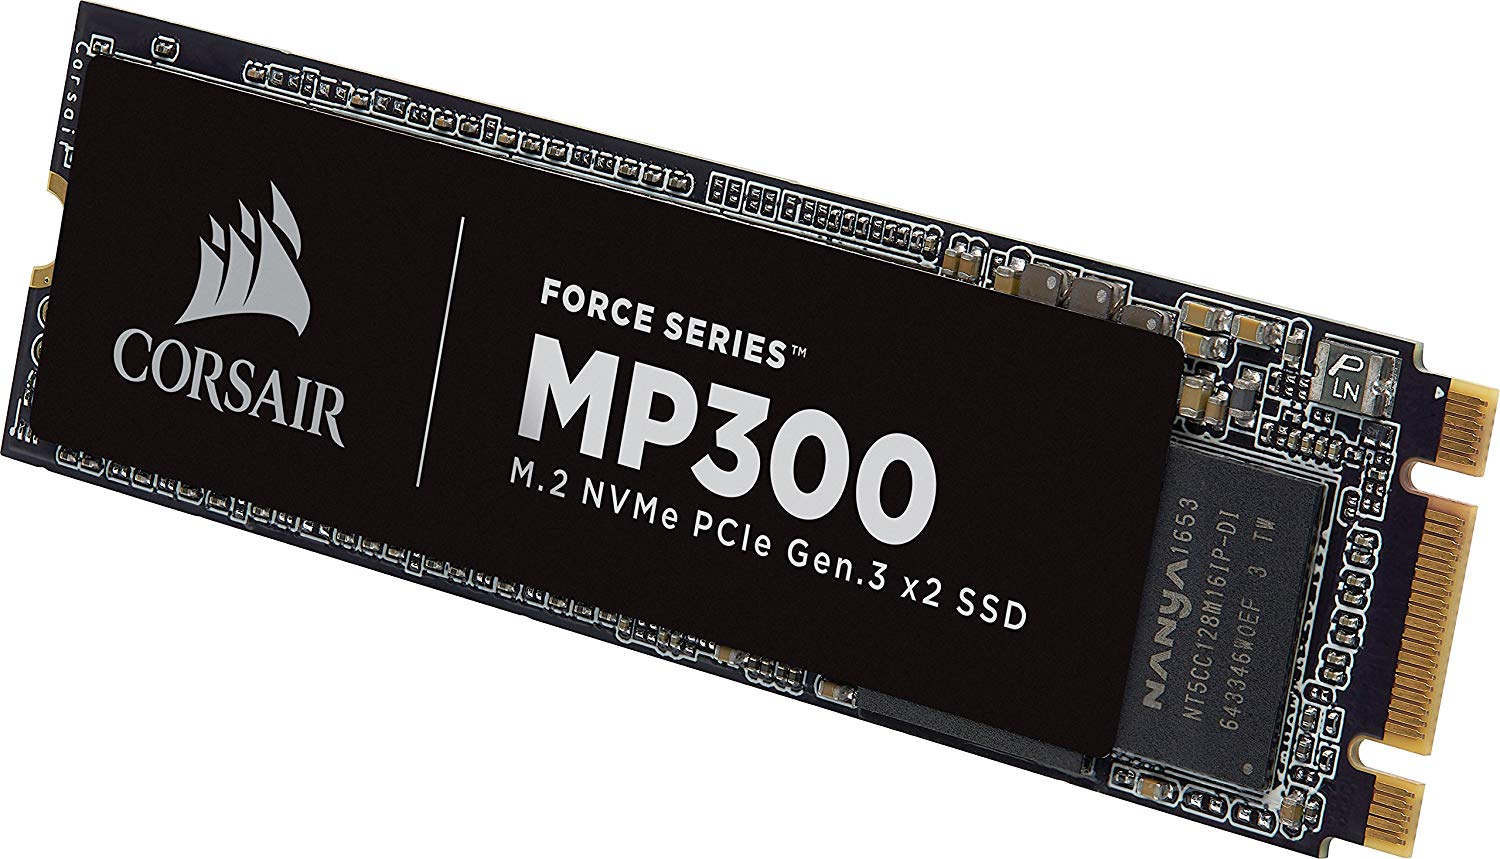 Corsai
CORSAIR
FORCE SERIES™
MP300
M.2 NVMe PCIe Gen.3 x2 SSD
LN
NANYA 1653
NT5CC128M16IP-DI
643346W0EF 3 TW